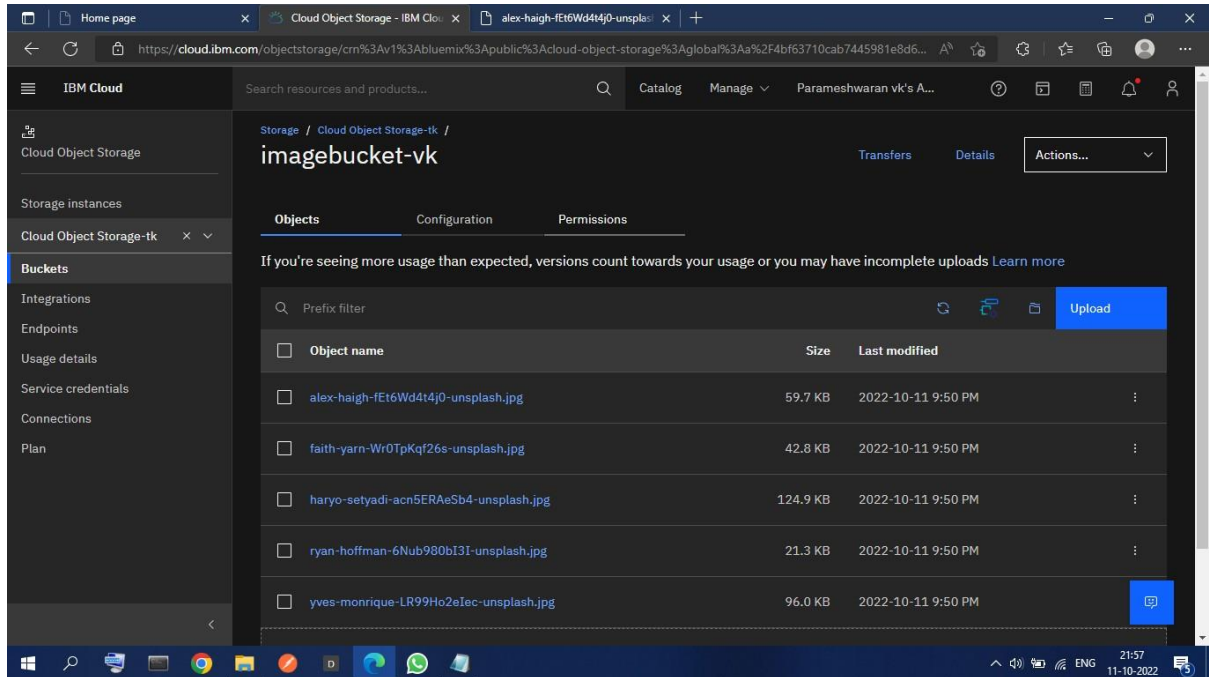 Home page
Cloud Object Storage - IBM Clou
alex-haigh-fEt6Wd4t4j0-unsplas
https://cloud.ibm.com/objectstorage/crn%3Av1%3Abluemix%3Apublic%3Acloud-object-storage%3Aglobal%3Aa%2F4bf63710cab7445981e8d6...
IBM Cloud
Search resources and products...
Catalog
Manage
Parameshwaran vk's A...
Cloud Object Storage
Storage instances
Cloud Object Storage-tk
Buckets
Integrations
Endpoints
Usage details
Service credentials
Connections
Plan
Storage / Cloud Object Storage-tk /
imagebucket-vk
Transfers
Details
Actions...
Objects
Configuration
Permissions
If you're seeing more usage than expected, versions count towards your usage or you may have incomplete uploads Learn more
Prefix filter
Upload
Object name Size Last modified
alex-haigh-fEt6Wd4t4j0-unsplash.jpg 59.7 KB 2022-10-11 9:50 PM
faith-yarn-Wr0TpKqf26s-unsplash.jpg 42.8 KB 2022-10-11 9:50 PM
haryo-setyadi-acn5ERAeSb4-unsplash.jpg 124.9 KB 2022-10-11 9:50 PM
ryan-hoffman-6Nub980bI3I-unsplash.jpg 21.3 KB 2022-10-11 9:50 PM
yves-monrique-LR99Ho2eIec-unsplash.jpg 96.0 KB 2022-10-11 9:50 PM
D
ENG
21:57
11-10-2022
5